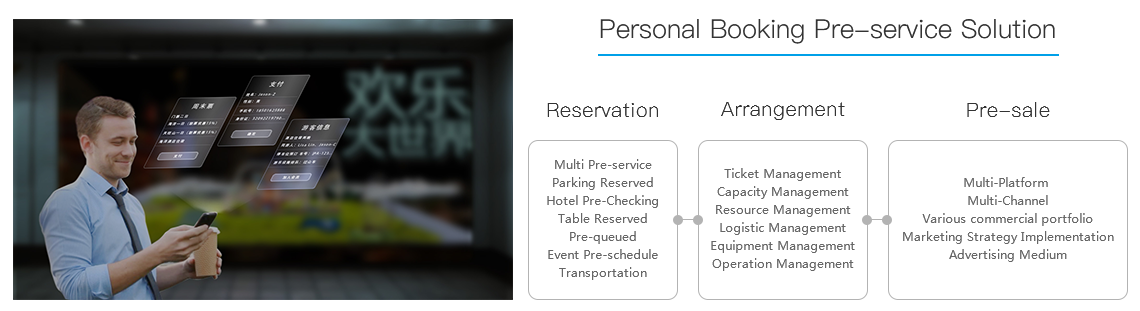 Personal Booking Pre-service Solution
欢乐
大世界
周末票
支付
游客信息
支付
Reservation
Multi Pre-service
Parking Reserved
Hotel Pre-Checking
Table Reserved
Pre-queued
Event Pre-schedule
Transportation
Arrangement
Ticket Management
Capacity Management
Resource Management
Logistic Management
Equipment Management
Operation Management
Pre-sale
Multi-Platform
Multi-Channel
Various commercial portfolio
Marketing Strategy Implementation
Advertising Medium